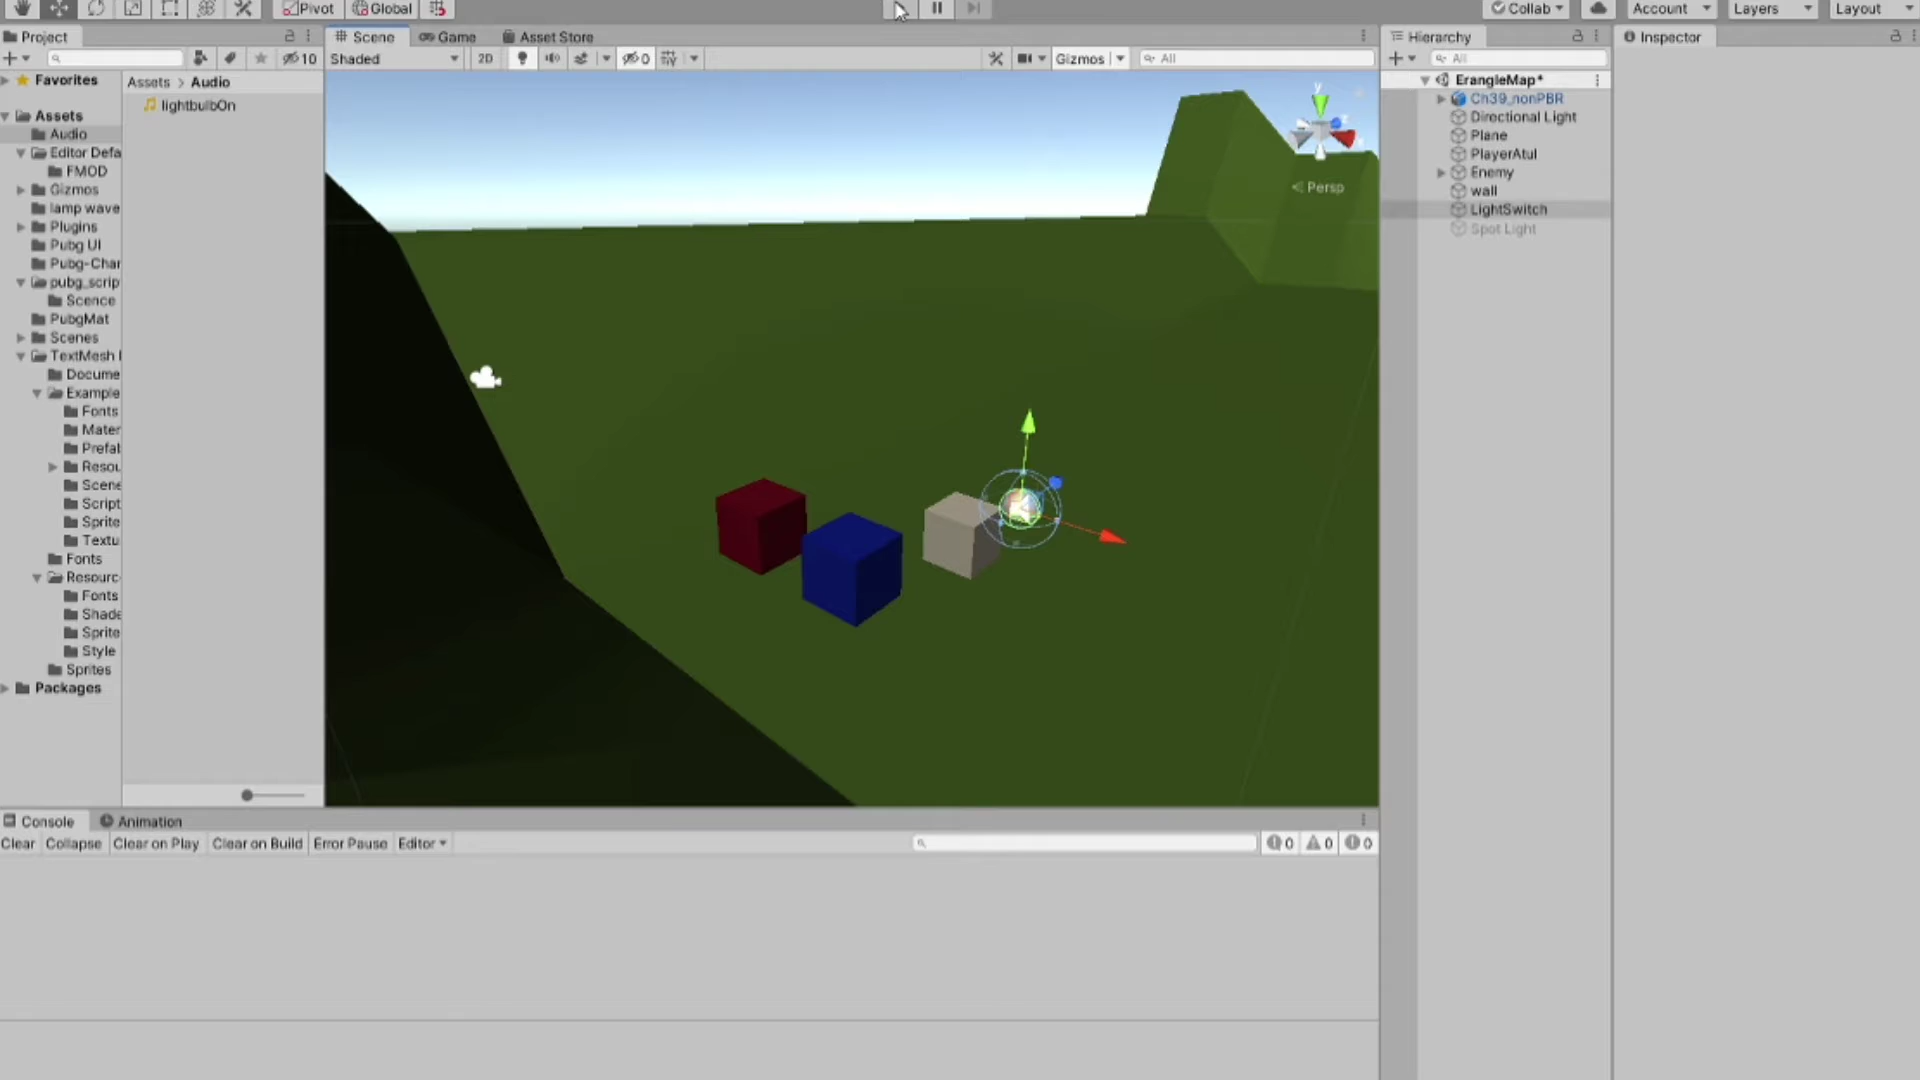 Pivot Global Collab Account Layers Layout
Project
10
Favorites
Assets
Audio
Editor Defa
FMOD
Gizmos
lamp wave
Plugins
Pubg UI
Pubg-Char
pubg_scrip
Scence
PubgMat
Scenes
TextMesh
Docume
Example
Fonts
Mater
Prefab
Resou
Scene
Script
Sprite
Textu
Fonts
Resourc
Fonts
Shade
Sprite
Style
Sprites
Packages
Assets > Audio
lightbulbOn
Scene Game Asset Store
Shaded 2D 0 Gizmos All
y
z
< Persp
Hierarchy
All
ErangleMap*
Ch39_nonPBR
Directional Light
Plane
PlayerAtul
Enemy
wall
LightSwitch
Spot Light
Inspector
Console Animation
Clear Collapse Clear on Play Clear on Build Error Pause Editor 0 0 0